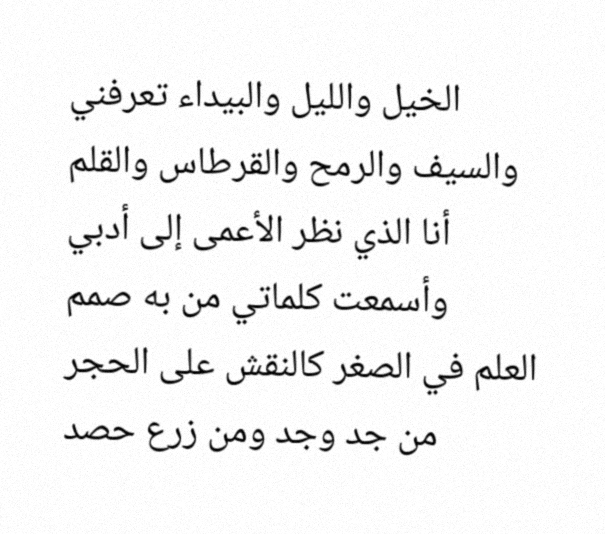 الخيل والليل والبيداء تعرفني
والسيف والرمح والقرطاس والقلم
أنا الذي نظر الأعمى إلى أدبي
وأسمعت كلماتي من به صمم
العلم في الصغر كالنقش على الحجر
من جد وجد ومن زرع حصد